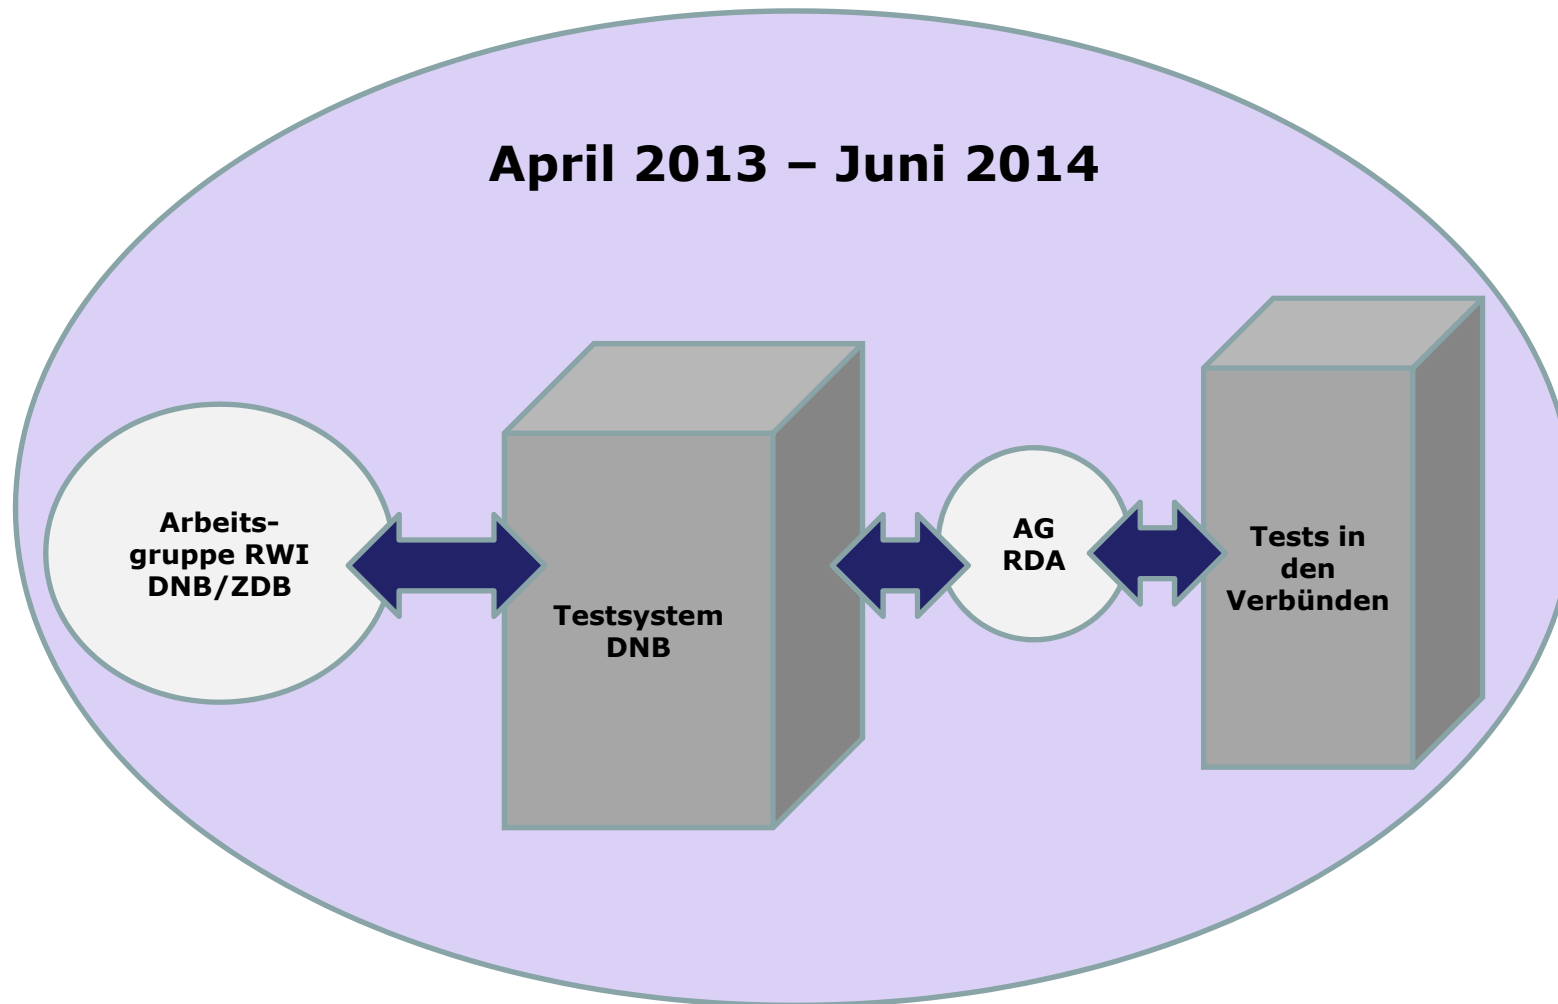 April 2013 – Juni 2014
Arbeits-
gruppe RWI
DNB/ZDB
Testsystem
DNB
AG
RDA
Tests in
den
Verbünden